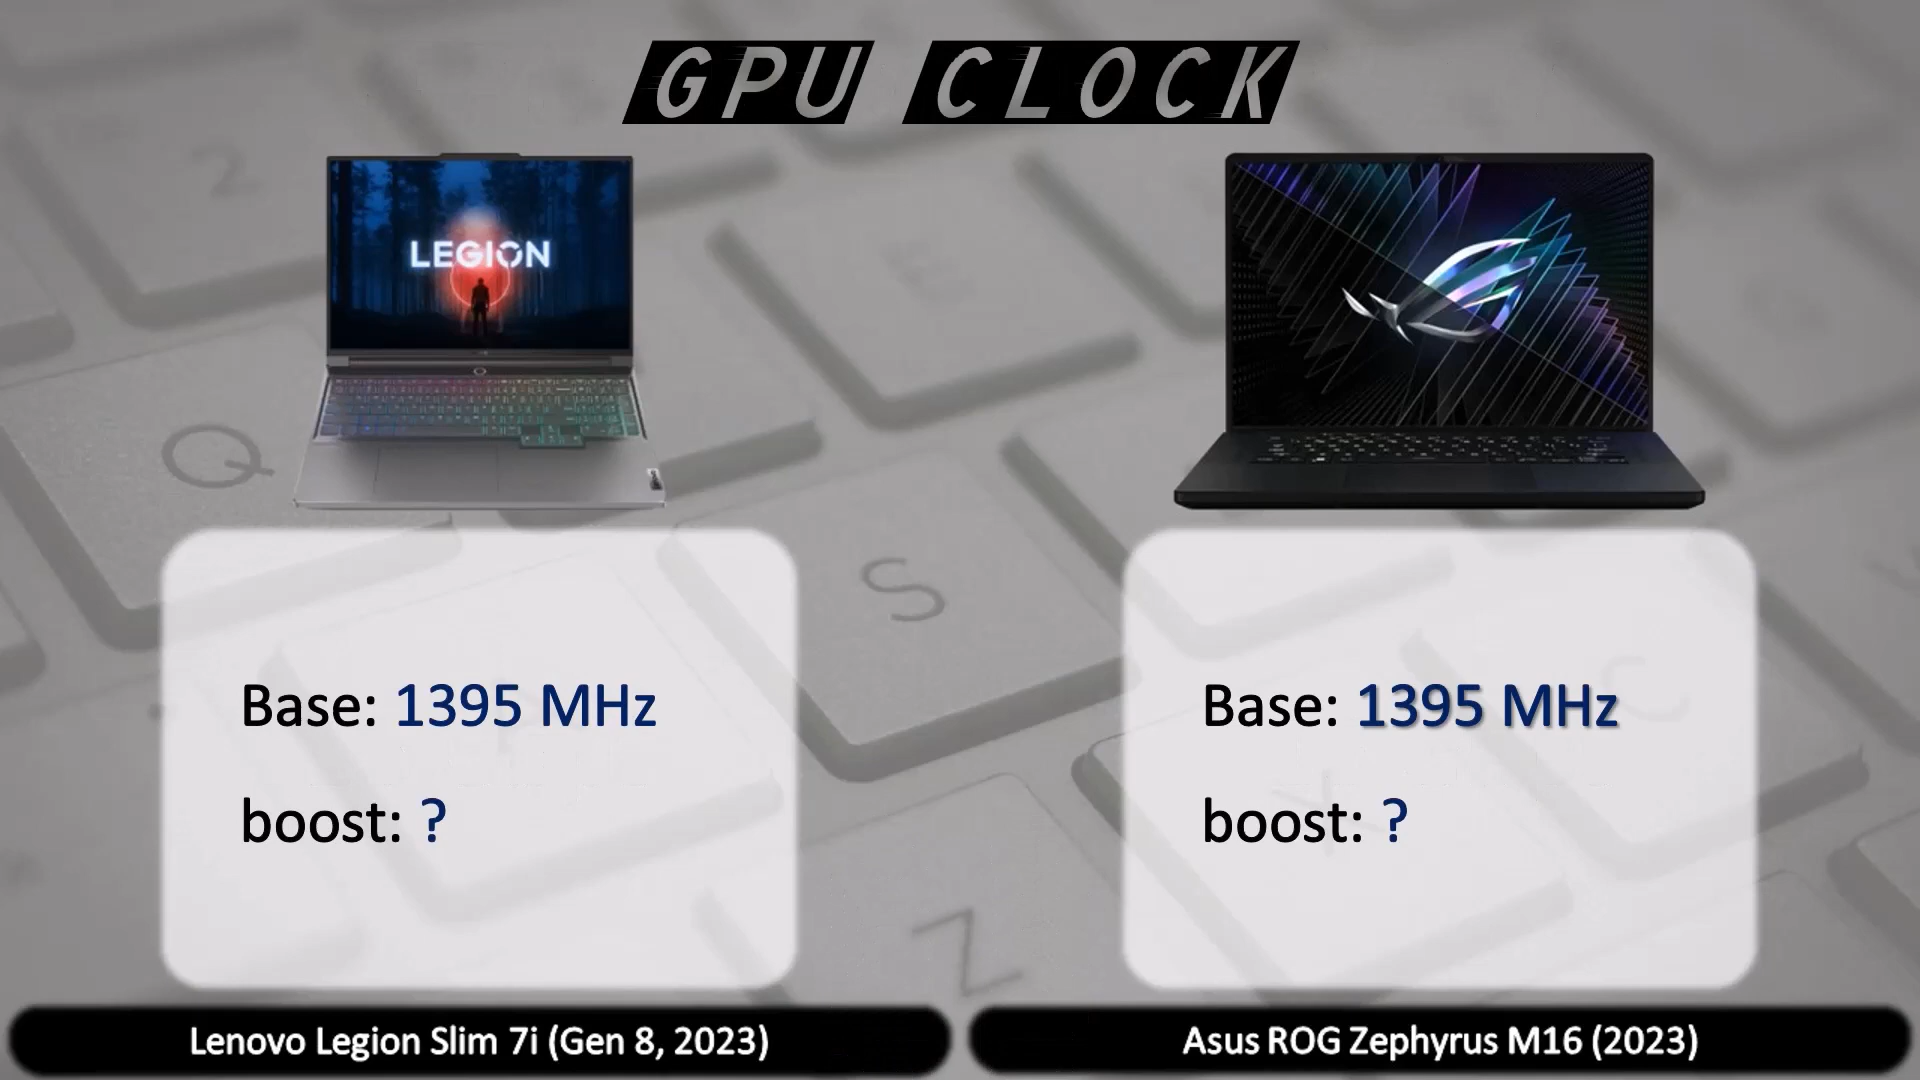 GPU CLOCK
LEGION
2
Q
S
Z
Base: 1395 MHz
boost: ?
Base: 1395 MHz
boost: ?
Lenovo Legion Slim 7i (Gen 8, 2023)
Asus ROG Zephyrus M16 (2023)